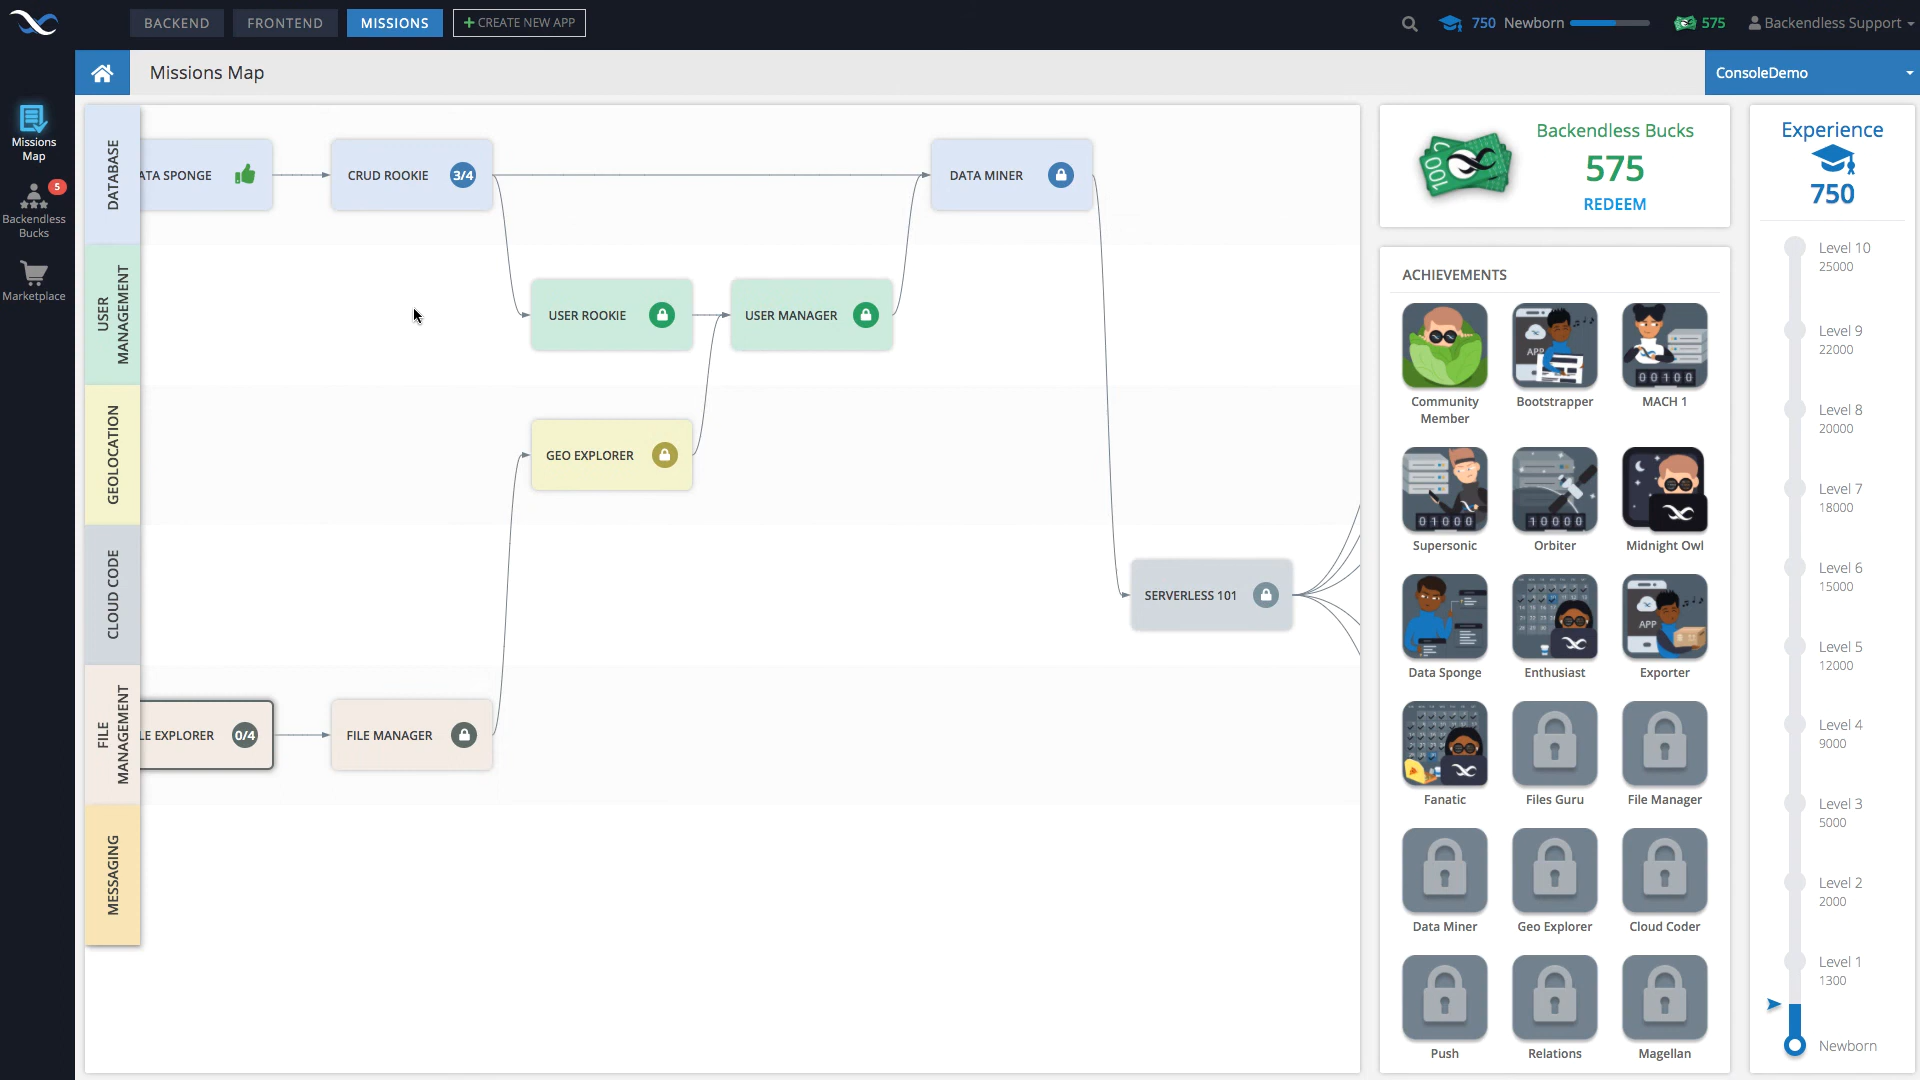 BACKEND
FRONTEND
MISSIONS
+ CREATE NEW APP
750 Newborn
575
Backendless Support
Missions Map
ConsoleDemo
Missions
Map
5
Backendless
Bucks
Marketplace
DATABASE
ATA SPONGE
CRUD ROOKIE 3/4
DATA MINER
USER
MANAGEMENT
USER ROOKIE
USER MANAGER
GEOLOCATION
GEO EXPLORER
CLOUD CODE
SERVERLESS 101
FILE
MANAGEMENT
LE EXPLORER 0/4
FILE MANAGER
MESSAGING
100
Backendless Bucks
575
REDEEM
ACHIEVEMENTS
APP
00100
Community
Member
Bootstrapper
MACH 1
01000
10000
Supersonic
Orbiter
Midnight Owl
APP
Data Sponge
Enthusiast
Exporter
Fanatic
Files Guru
File Manager
Data Miner
Geo Explorer
Cloud Coder
Push
Relations
Magellan
Experience
750
Level 10
25000
Level 9
22000
Level 8
20000
Level 7
18000
Level 6
15000
Level 5
12000
Level 4
9000
Level 3
5000
Level 2
2000
Level 1
1300
Newborn